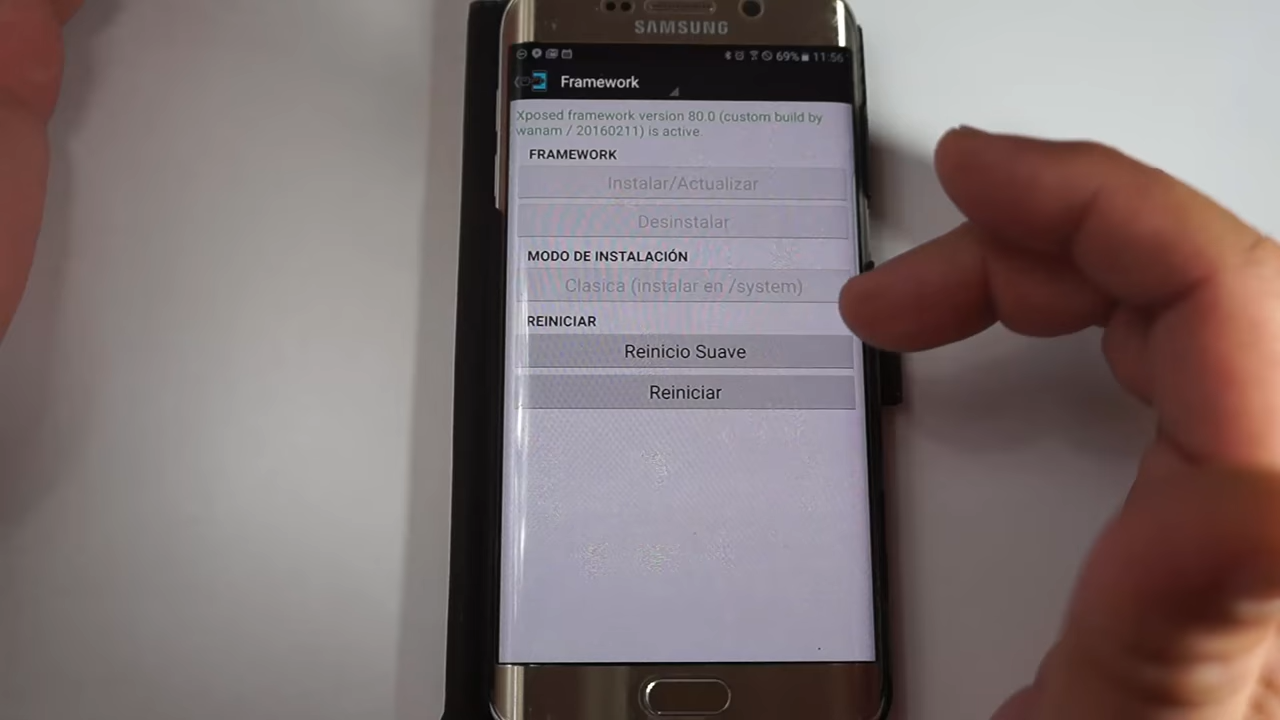 SAMSUNG
69% 11:56
Framework
Xposed framework version 80.0 (custom build by
wanam / 20160211) is active.
FRAMEWORK
Instalar/Actualizar
Desinstalar
MODO DE INSTALACIÓN
Clasica (instalar en /system)
REINICIAR
Reinicio Suave
Reiniciar